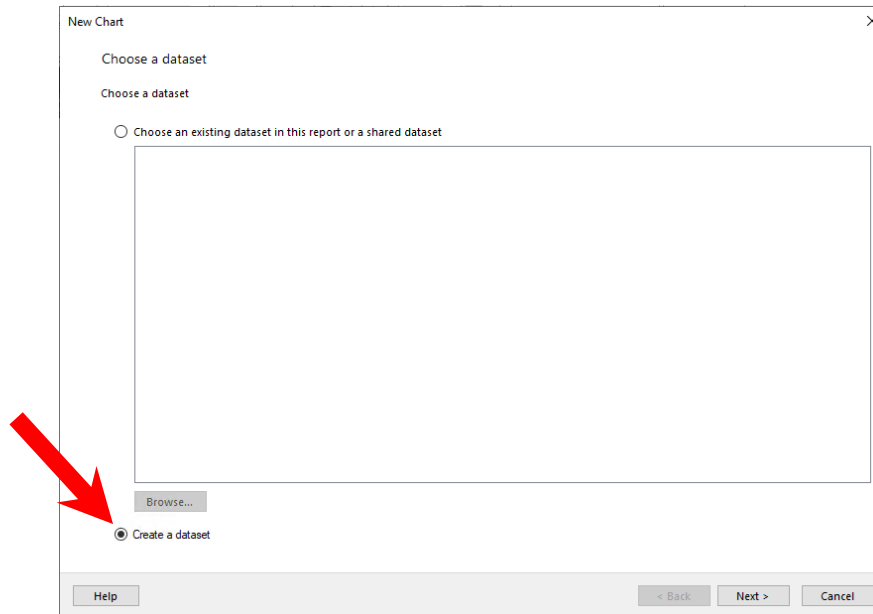 New Chart
Choose a dataset
Choose a dataset
Choose an existing dataset in this report or a shared dataset
Browse...
Create a dataset
Help < Back Next > Cancel